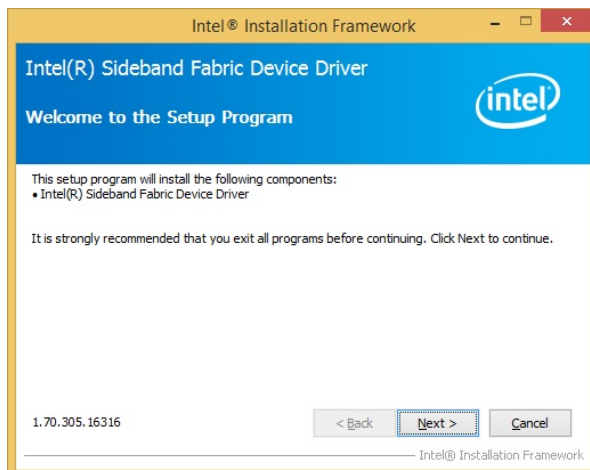 Intel® Installation Framework
Intel(R) Sideband Fabric Device Driver
intel
Welcome to the Setup Program
This setup program will install the following components:
• Intel(R) Sideband Fabric Device Driver
It is strongly recommended that you exit all programs before continuing. Click Next to continue.
1.70.305.16316
< Back
Next >
Cancel
Intel® Installation Framework